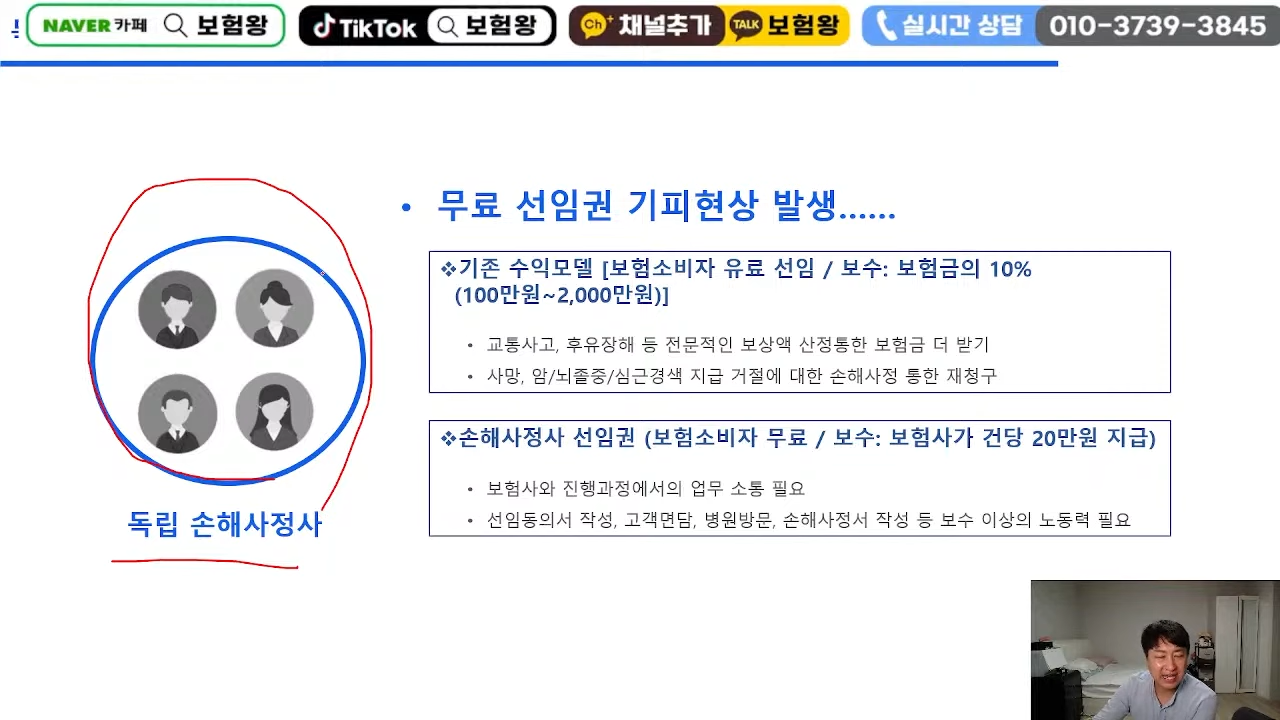 NAVER 카페 보험왕
TikTok 보험왕
Ch+ 채널추가 TALK 보험왕
실시간 상담 010-3739-3845
• 무료 선임권 기피현상 발생......
❖기존 수익모델 [보험소비자 유료 선임 / 보수: 보험금의 10%
(100만원~2,000만원)]
• 교통사고, 후유장해 등 전문적인 보상액 산정통한 보험금 더 받기
• 사망, 암/뇌졸중/심근경색 지급 거절에 대한 손해사정 통한 재청구
❖손해사정사 선임권 (보험소비자 무료 / 보수: 보험사가 건당 20만원 지급)
• 보험사와 진행과정에서의 업무 소통 필요
• 선임동의서 작성, 고객면담, 병원방문, 손해사정서 작성 등 보수 이상의 노동력 필요
독립 손해사정사